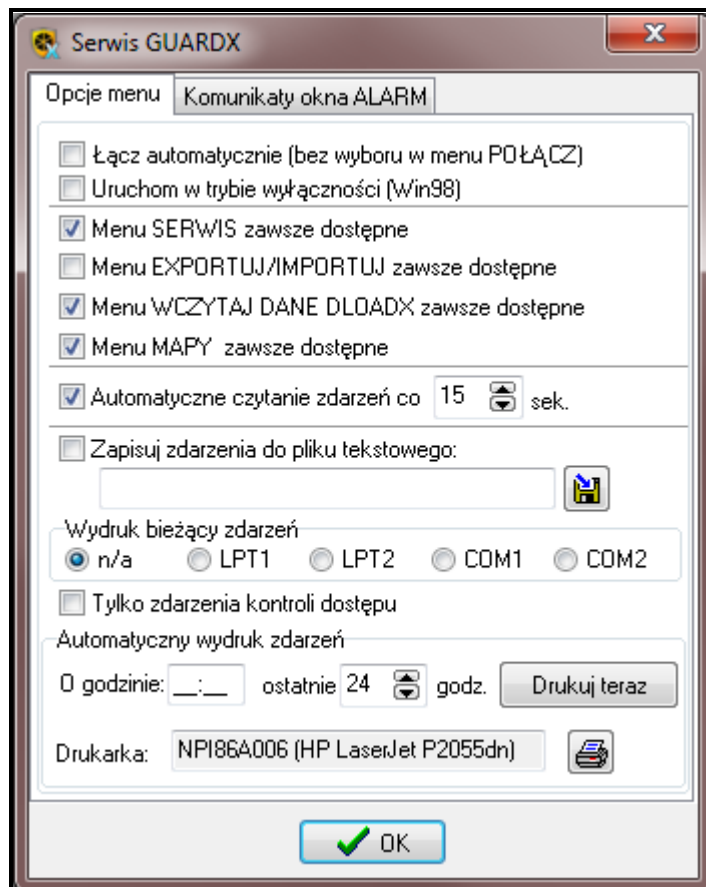 Serwis GUARDX
Opcje menu Komunikaty okna ALARM
Łącz automatycznie (bez wyboru w menu POŁĄCZ)
Uruchom w trybie wyłączności (Win98)
Menu SERWIS zawsze dostępne
Menu EXPORTUJ/IMPORTUJ zawsze dostępne
Menu WCZYTAJ DANE DLOADX zawsze dostępne
Menu MAPY zawsze dostępne
Automatyczne czytanie zdarzeń co 15 sek.
Zapisuj zdarzenia do pliku tekstowego:
Wydruk bieżący zdarzeń
n/a LPT1 LPT2 COM1 COM2
Tylko zdarzenia kontroli dostępu
Automatyczny wydruk zdarzeń
O godzinie: __:__ ostatnie 24 godz. Drukuj teraz
Drukarka: NPI86A006 (HP LaserJet P2055dn)
OK